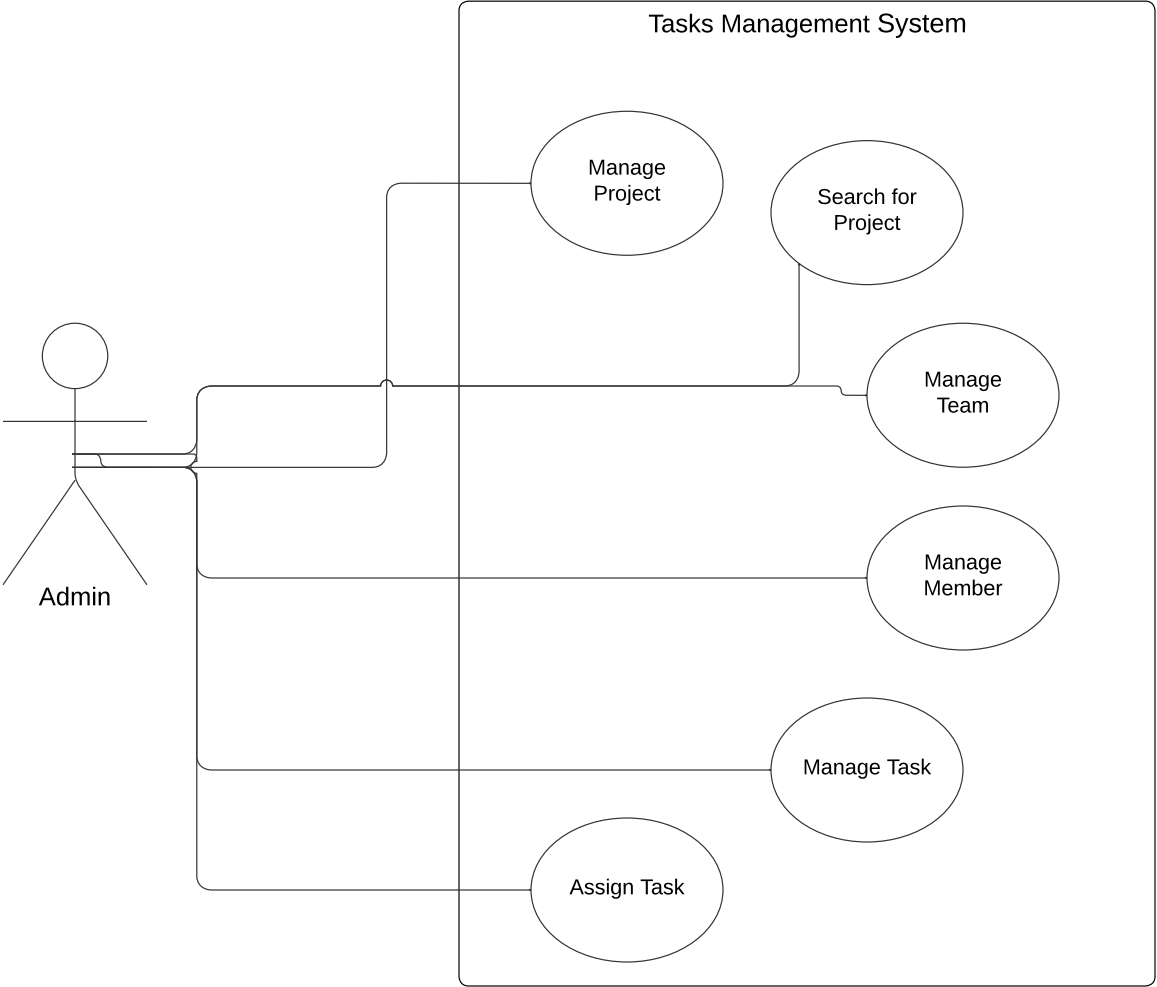 Tasks Management System
Manage
Project
Search for
Project
Manage
Team
Manage
Member
Admin
Manage Task
Assign Task